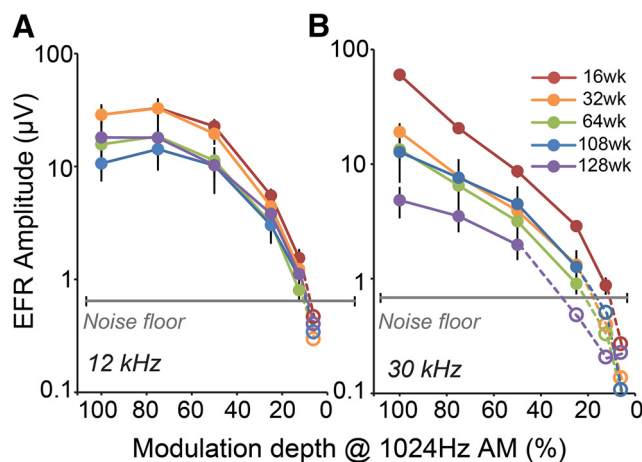 A
B
EFR Amplitude (µV)
100
10
1
0.1
Noise floor
12 kHz
100 80 60 40 20 0
100
10
1
0.1
16wk
32wk
64wk
108wk
128wk
Noise floor
30 kHz
100 80 60 40 20 0
Modulation depth @ 1024Hz AM (%)